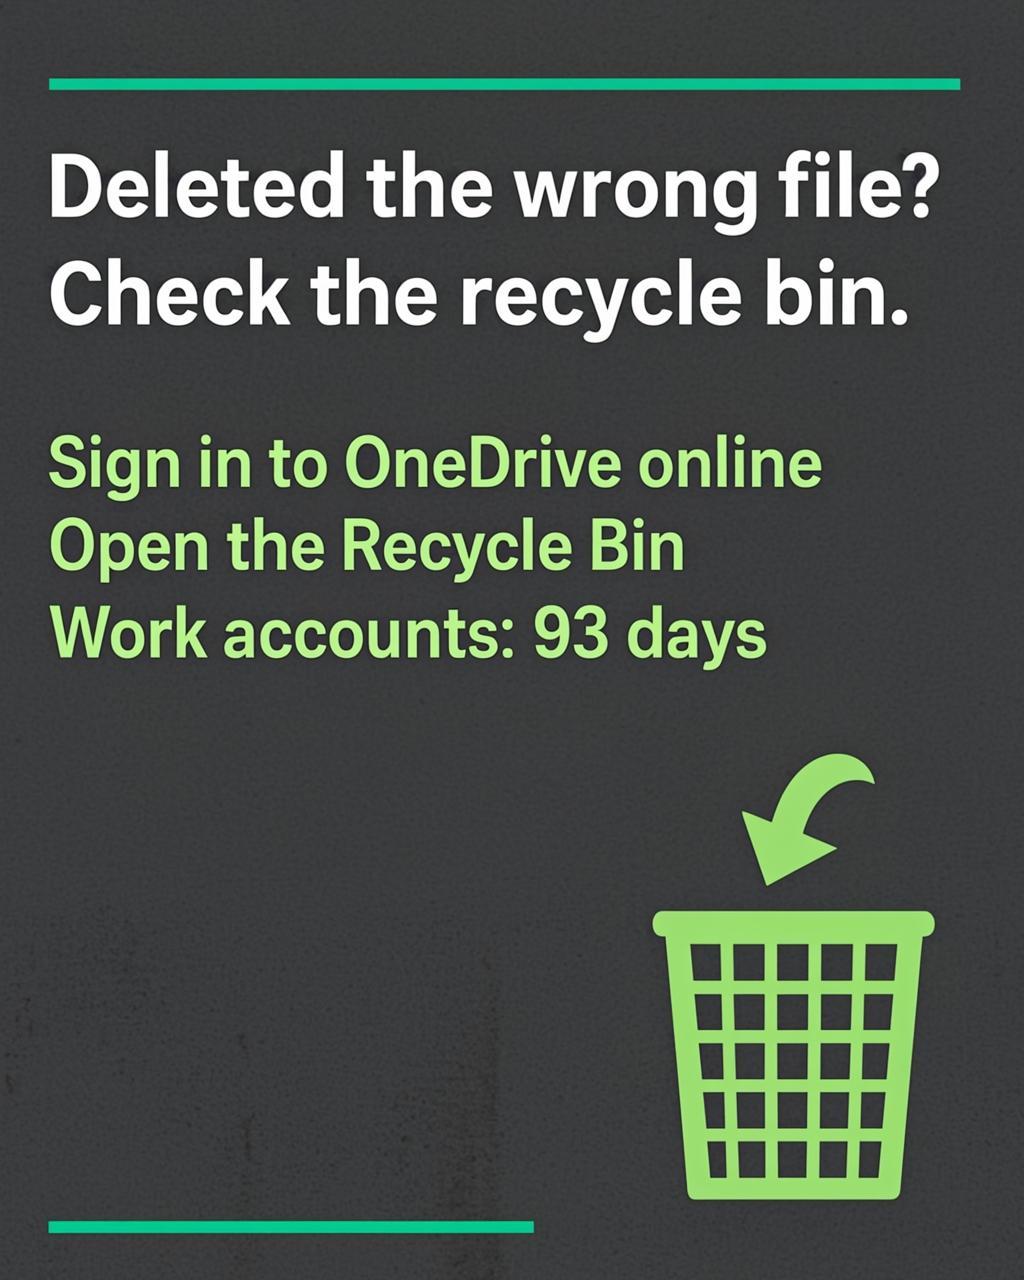 Deleted the wrong file?
Check the recycle bin.
Sign in to OneDrive online
Open the Recycle Bin
Work accounts: 93 days